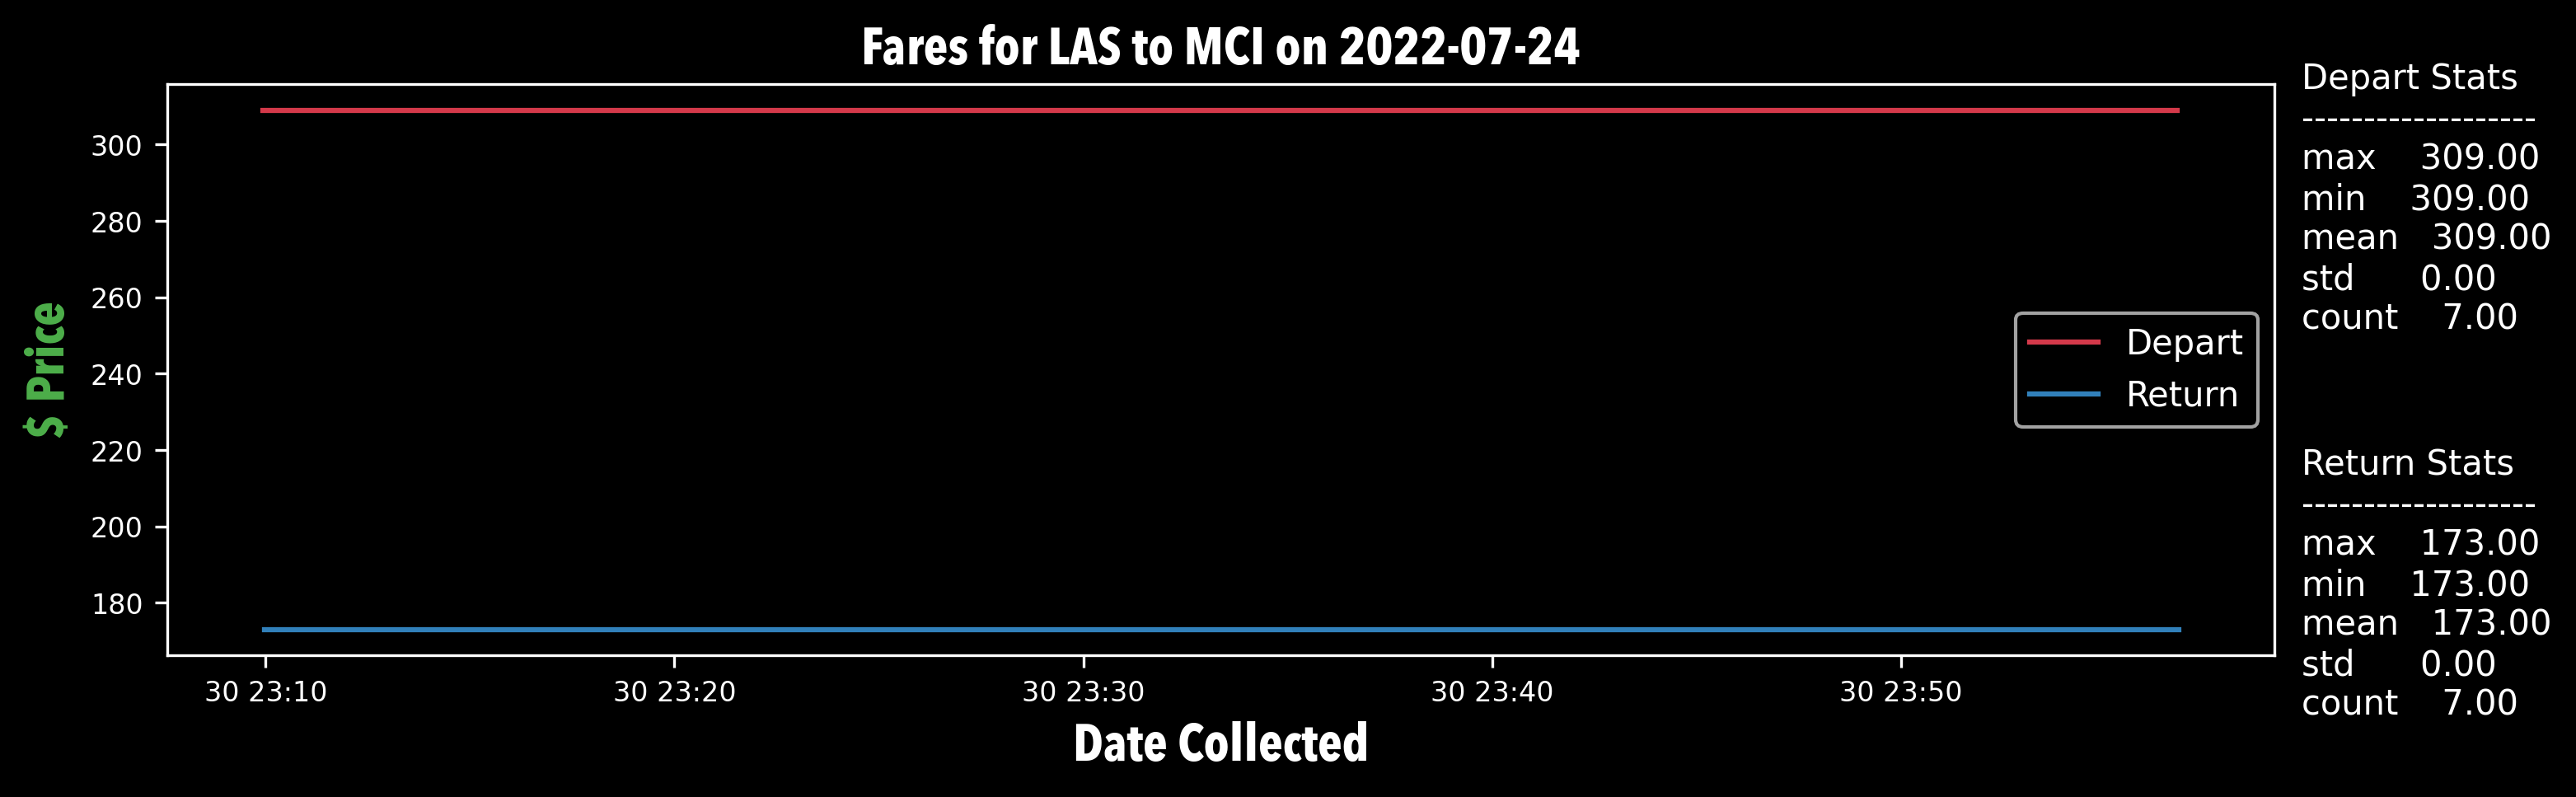 Fares for LAS to MCI on 2022-07-24
$ Price
300
280
260
240
220
200
180
30 23:10 30 23:20 30 23:30 30 23:40 30 23:50
Date Collected
Depart
Return
Depart Stats
-------------------
max 309.00
min 309.00
mean 309.00
std 0.00
count 7.00
Return Stats
-------------------
max 173.00
min 173.00
mean 173.00
std 0.00
count 7.00